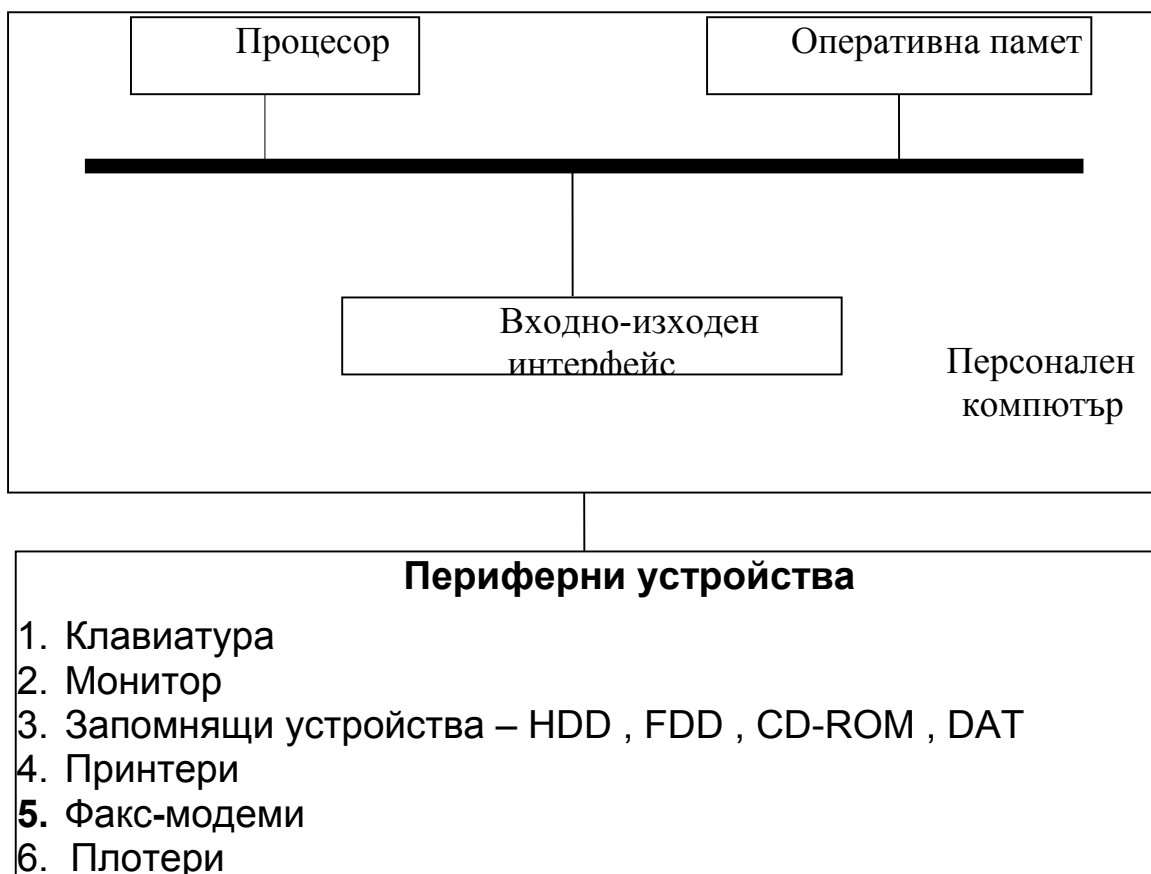 Процесор
Оперативна памет
Входно-изходен
интерфейс
Персонален
компютър
Периферни устройства
1. Клавиатура
2. Монитор
3. Запомнящи устройства – HDD , FDD , CD-ROM , DAT
4. Принтери
5. Факс-модеми
6. Плотери